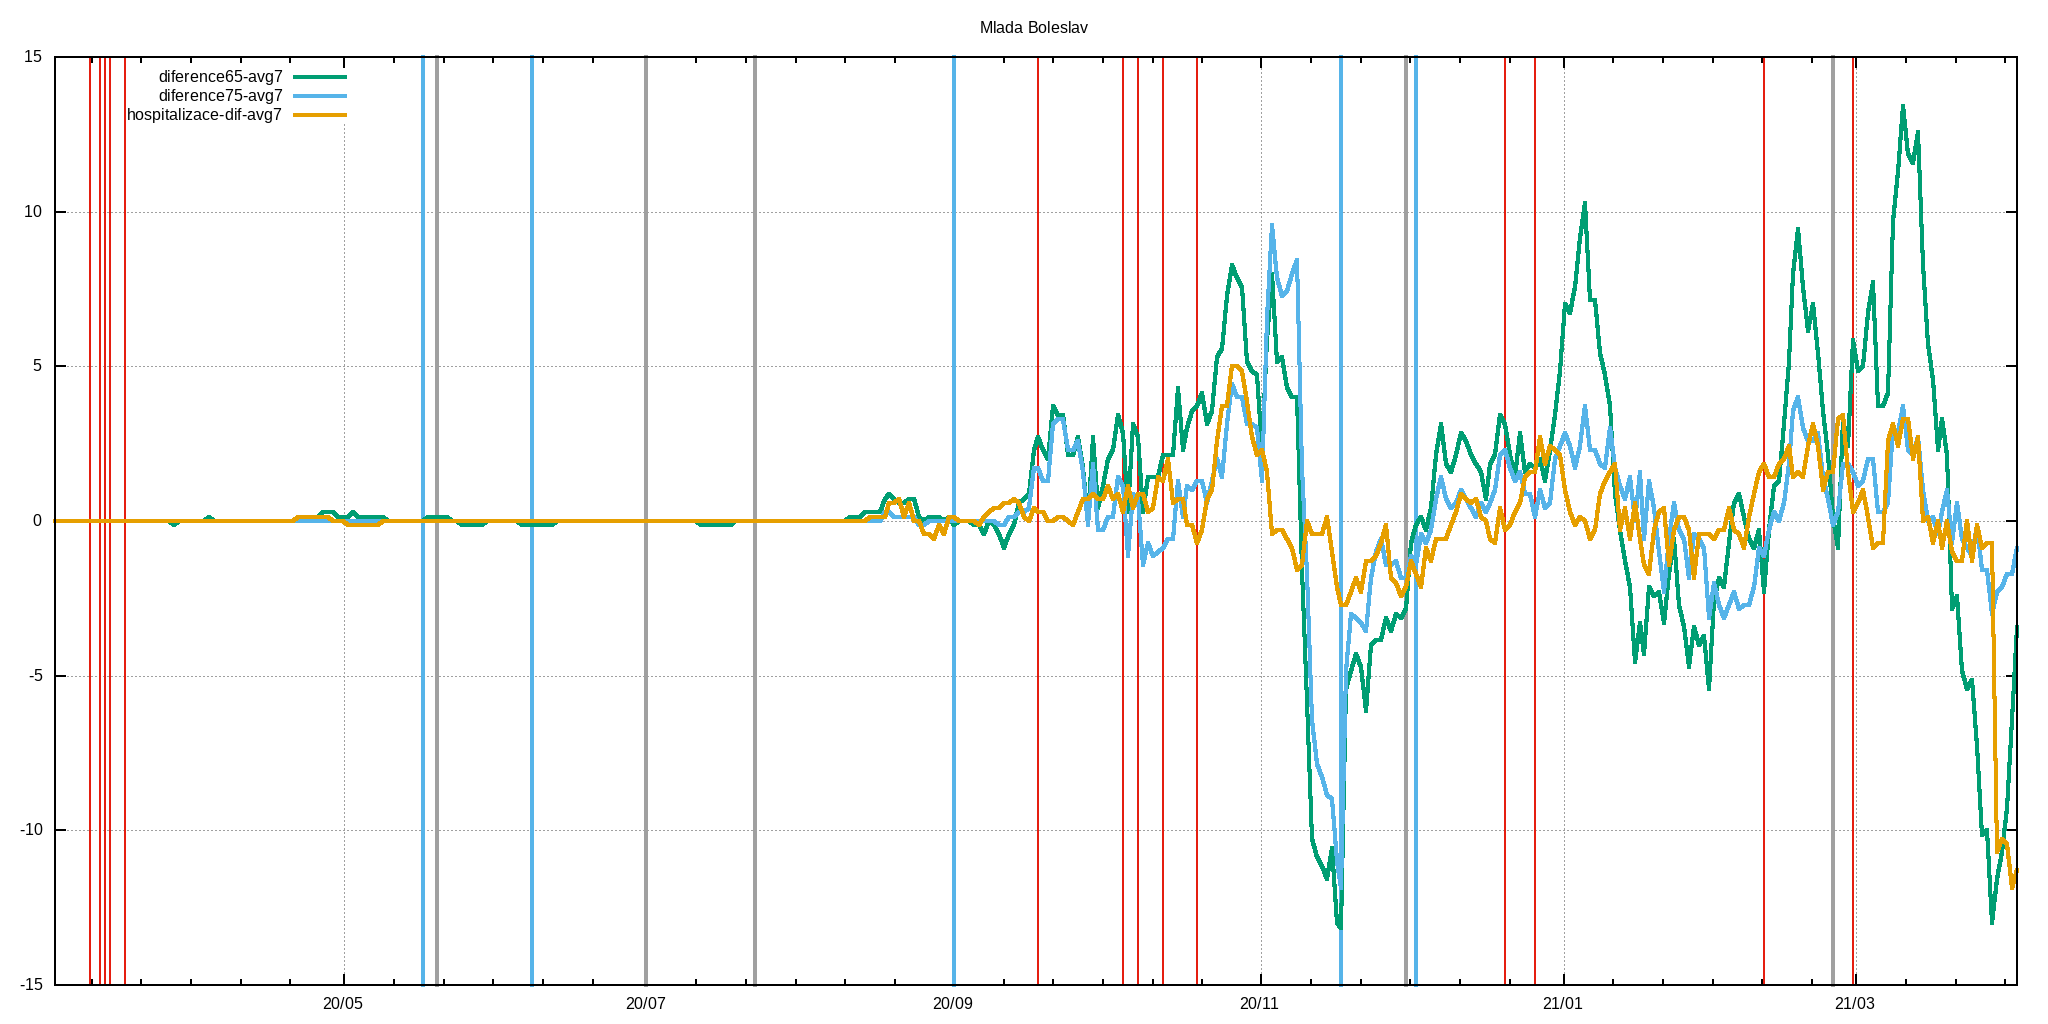 Mlada Boleslav
15
diference65-avg7
diference75-avg7
hospitalizace-dif-avg7
10
5
0
-5
-10
-15
20/05 20/07 20/09 20/11 21/01 21/03